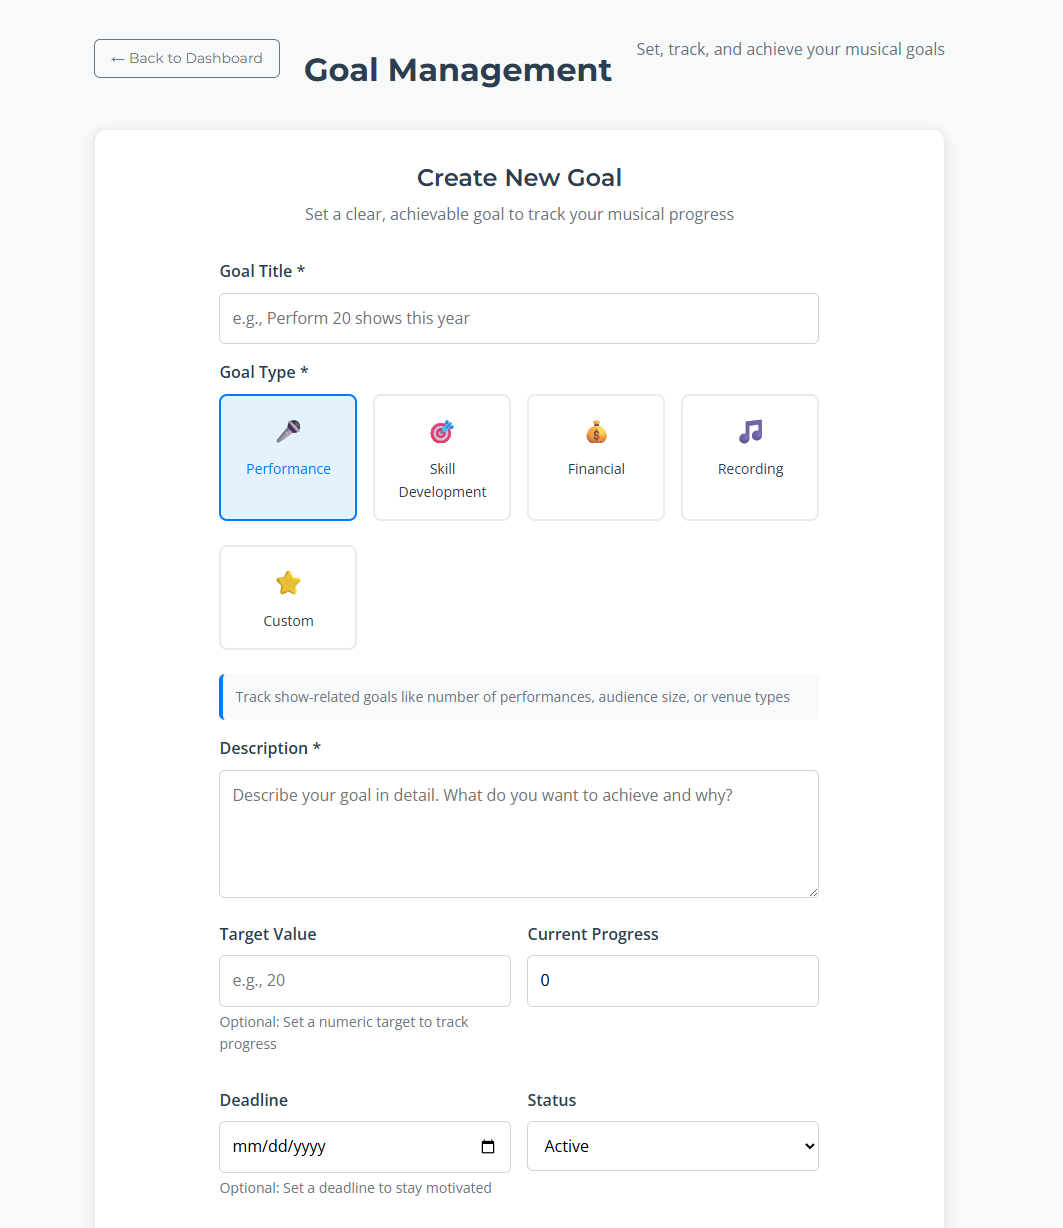 ← Back to Dashboard
Goal Management
Set, track, and achieve your musical goals
Create New Goal
Set a clear, achievable goal to track your musical progress
Goal Title *
e.g., Perform 20 shows this year
Goal Type *
Performance
Skill
Development
Financial
Recording
Custom
Track show-related goals like number of performances, audience size, or venue types
Description *
Describe your goal in detail. What do you want to achieve and why?
Target Value
Current Progress
e.g., 20
0
Optional: Set a numeric target to track
progress
Deadline
Status
mm/dd/yyyy
Active
Optional: Set a deadline to stay motivated